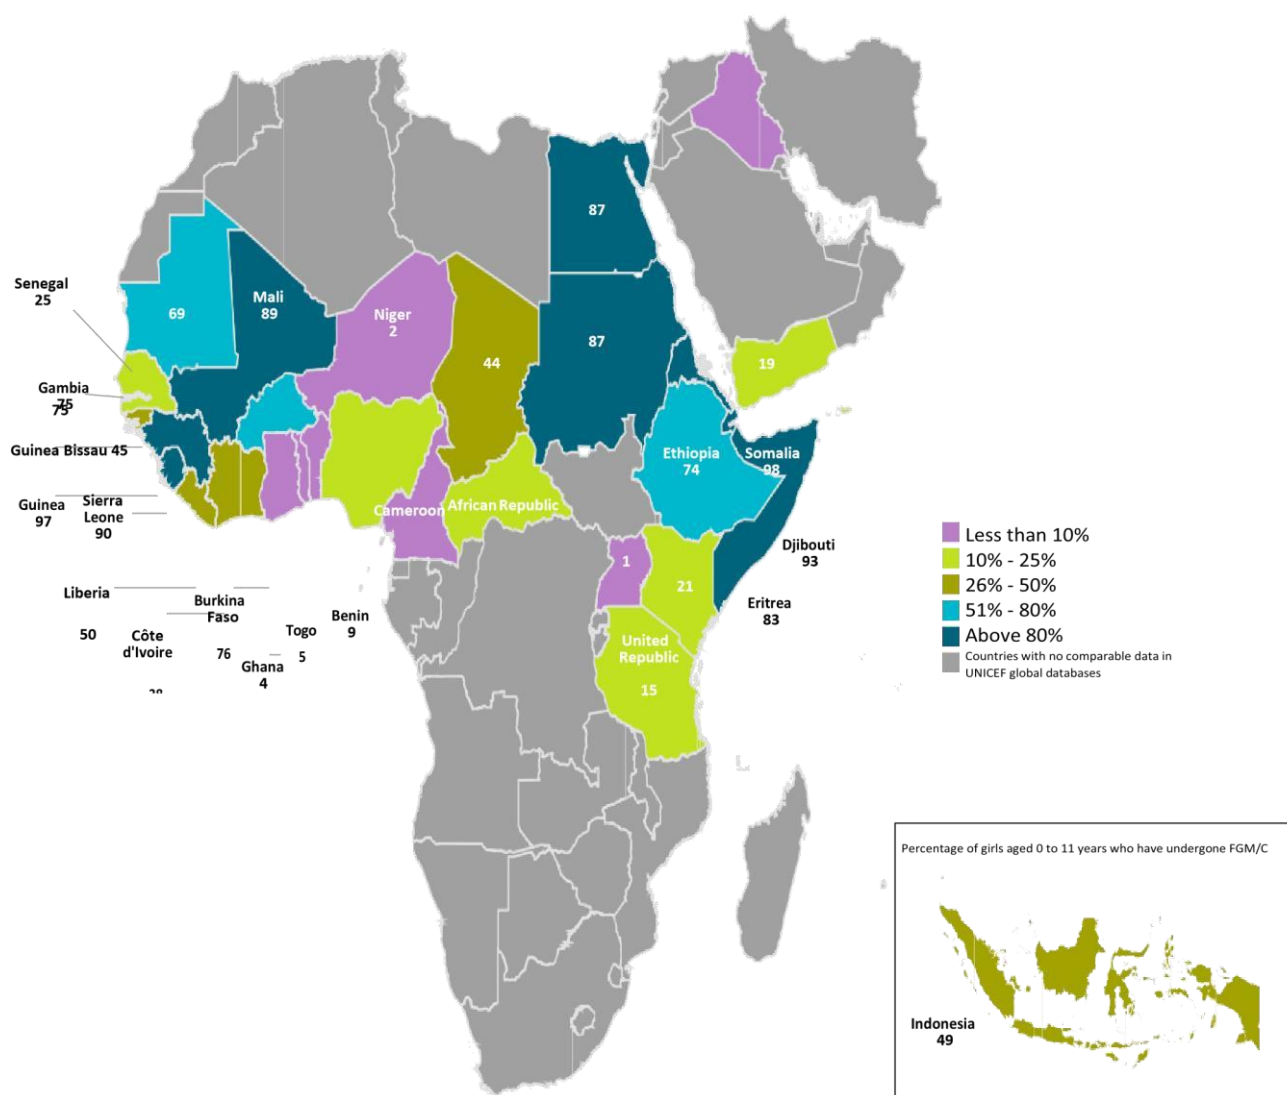 87
Senegal
25
69
Mali
89
Niger
2
44
87
19
Gambia
75
75
Guinea Bissau 45
Ethiopia
74
Somalia
98
Guinea
97
Sierra
Leone
90
Cameroon
African Republic
Djibouti
93
1
21
Eritrea
83
Liberia
50
Burkina
Faso
76
Côte
d'Ivoire
Togo
5
Benin
9
Ghana
4
United
Republic
15
Less than 10%
10% - 25%
26% - 50%
51% - 80%
Above 80%
Countries with no comparable data in
UNICEF global databases
Percentage of girls aged 0 to 11 years who have undergone FGM/C
Indonesia
49